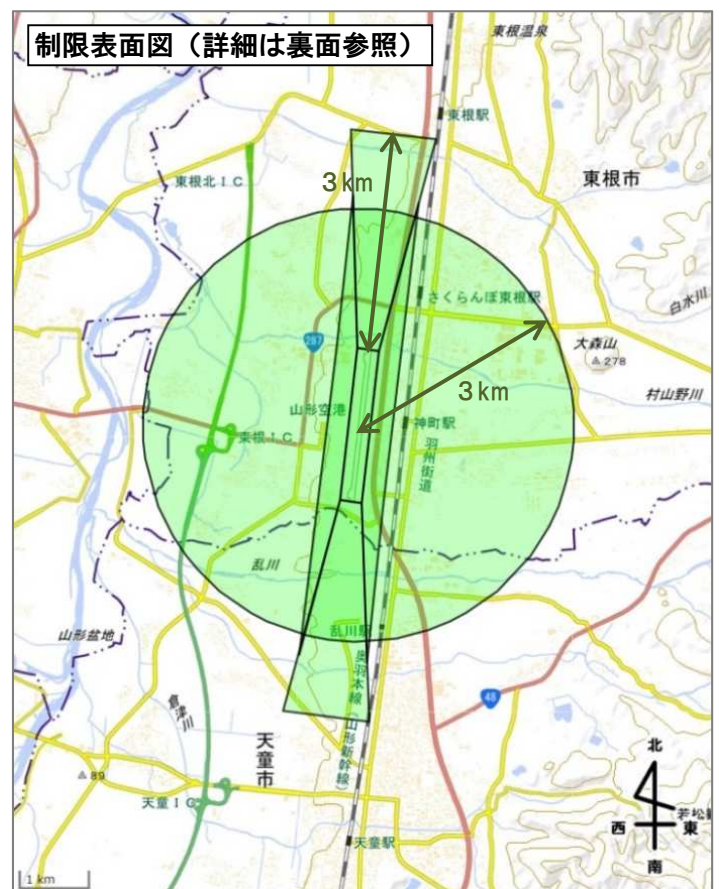 制限表面図（詳細は裏面参照）
東根温泉
東根駅
3km
東根北IC
東根市
さくらんぼ東根駅
白水川
287
大森山
278
3km
村山野川
山形空港
神町駅
東根IC
羽州街道
乱川
乱川駅
山形盆地
奥羽本線（山形新幹線）
倉津川
48
天童市
北
89
天童IC
西
東
南
天童駅
1 km